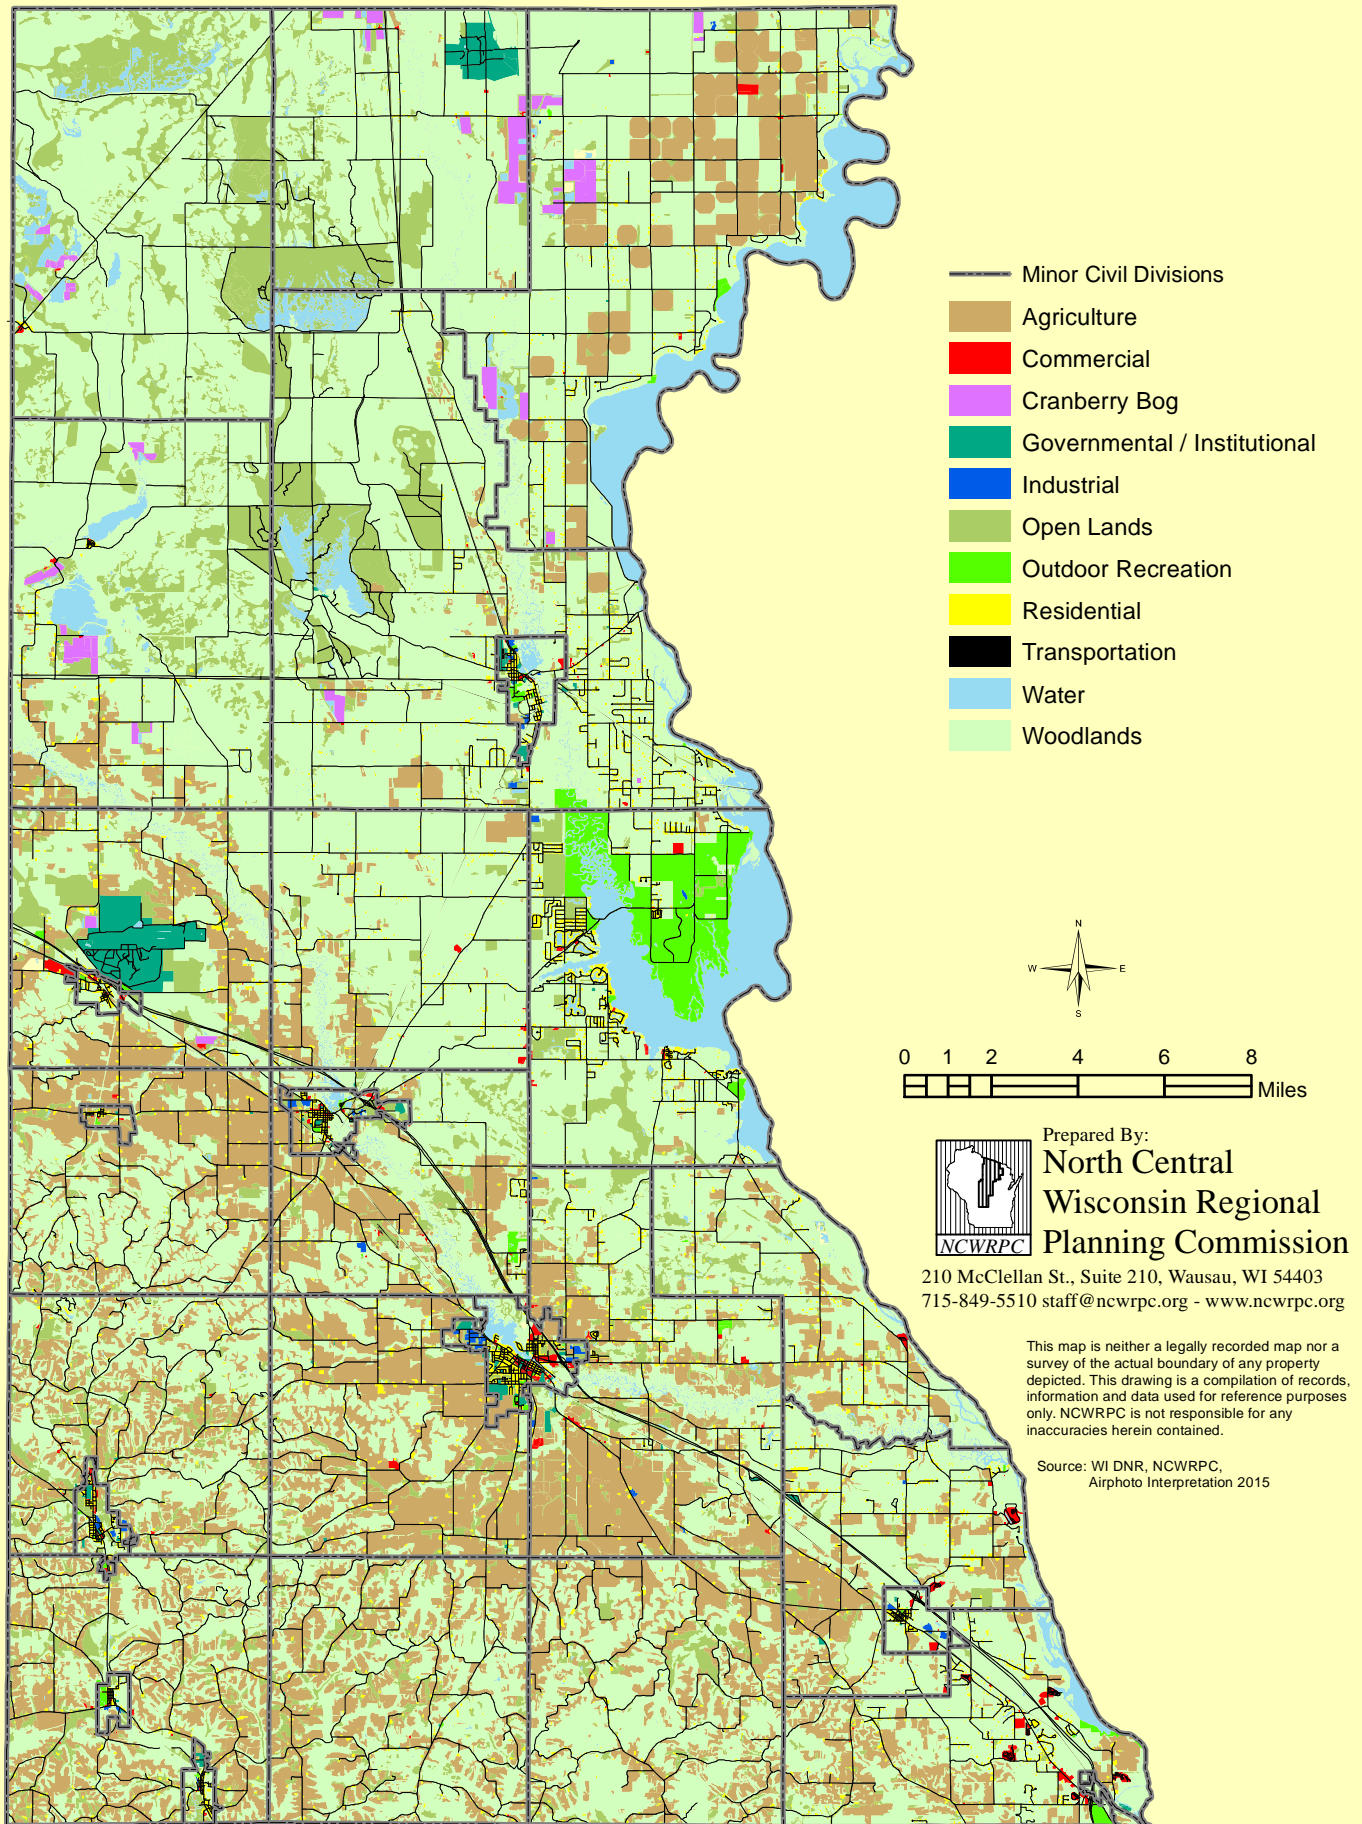 Minor Civil Divisions
Agriculture
Commercial
Cranberry Bog
Governmental / Institutional
Industrial
Open Lands
Outdoor Recreation
Residential
Transportation
Water
Woodlands
N
W E
S
0 1 2 4 6 8
Miles
Prepared By:
North Central
Wisconsin Regional
Planning Commission
NCWRPC
210 McClellan St., Suite 210, Wausau, WI 54403
715-849-5510 staff@ncwrpc.org - www.ncwrpc.org
This map is neither a legally recorded map nor a
survey of the actual boundary of any property
depicted. This drawing is a compilation of records,
information and data used for reference purposes
only. NCWRPC is not responsible for any
inaccuracies herein contained.
Source: WI DNR, NCWRPC,
Airphoto Interpretation 2015